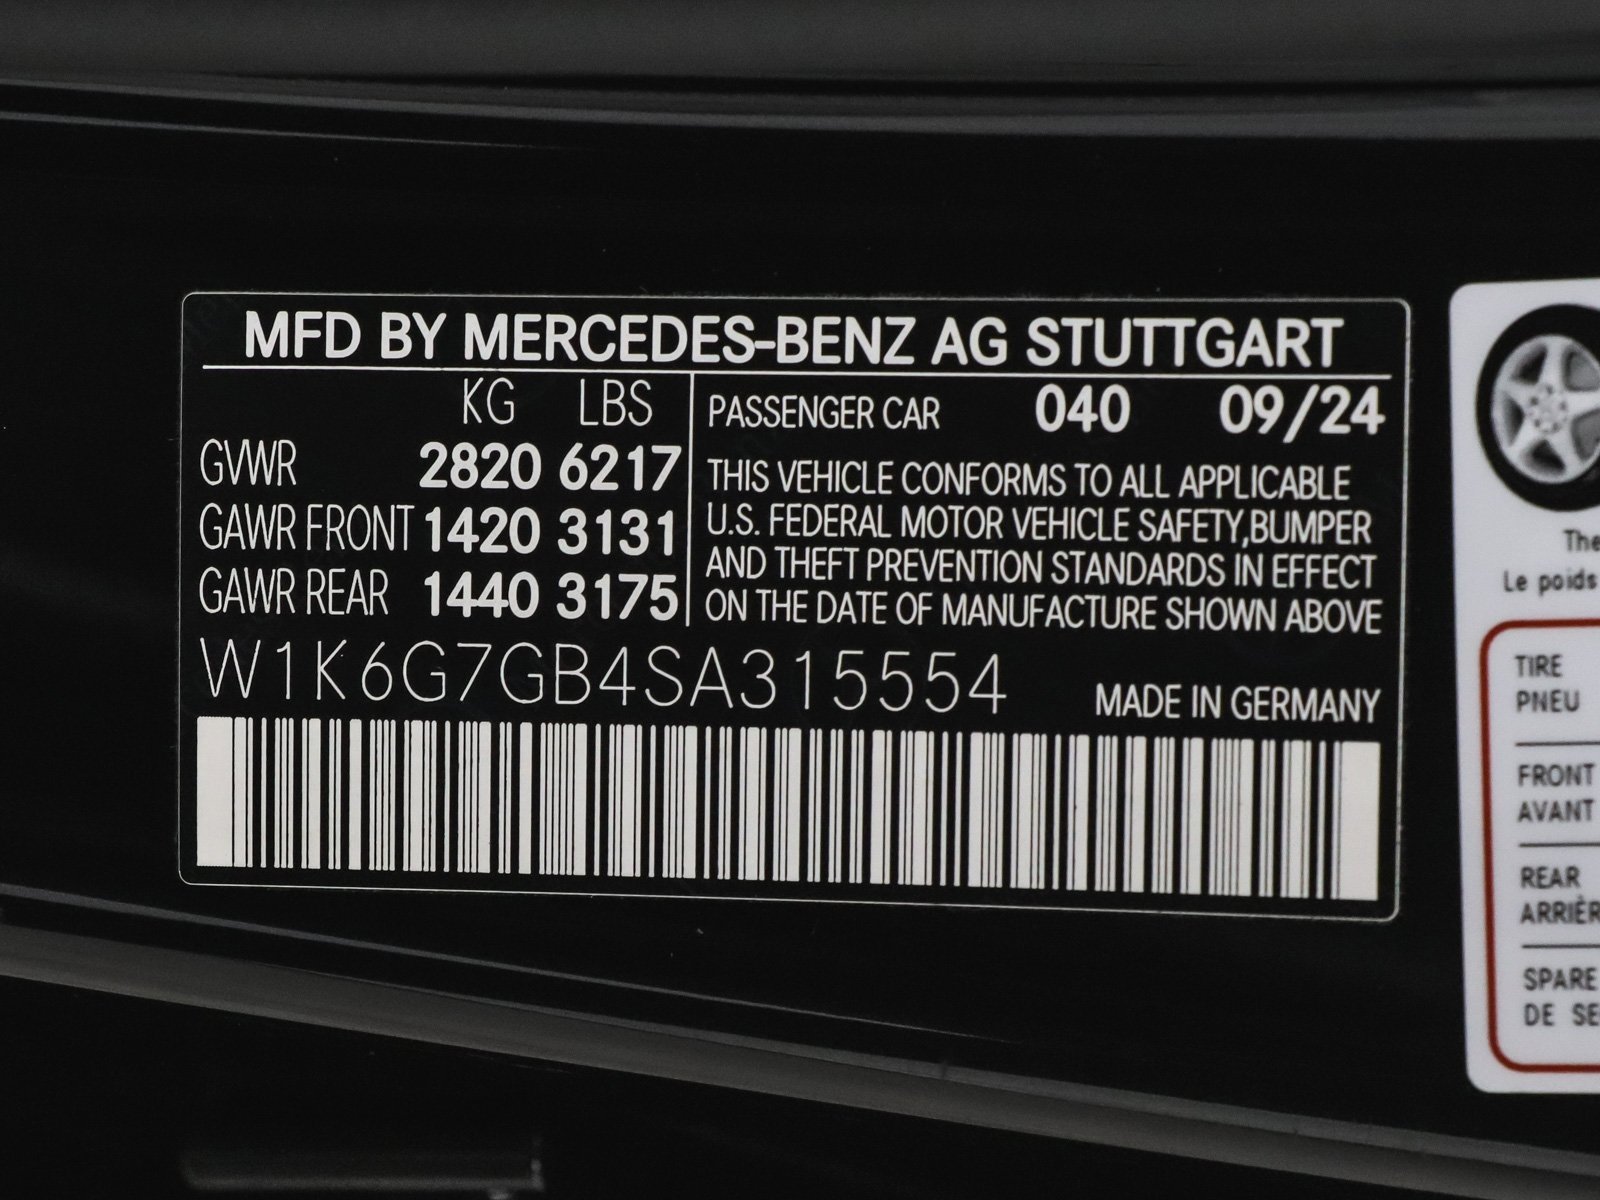 MFD BY MERCEDES-BENZ AG STUTTGART
KG LBS
GVWR 2820 6217
GAWR FRONT 1420 3131
GAWR REAR 1440 3175
PASSENGER CAR 040 09/24
THIS VEHICLE CONFORMS TO ALL APPLICABLE
U.S. FEDERAL MOTOR VEHICLE SAFETY,BUMPER
AND THEFT PREVENTION STANDARDS IN EFFECT
ON THE DATE OF MANUFACTURE SHOWN ABOVE
W1K6G7GB4SA315554
MADE IN GERMANY
The
Le poids
TIRE
PNEU
FRONT
AVANT
REAR
ARRIÈR
SPARE
DE SE